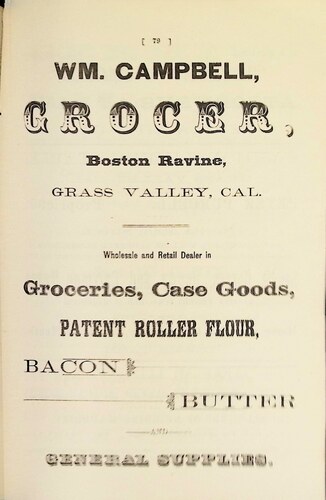 [ 79 ]
WM. CAMPBELL,
GROCER,
Boston Ravine,
GRASS VALLEY, CAL.
Wholesale and Retail Dealer in
Groceries, Case Goods,
PATENT ROLLER FLOUR,
BACON
BUTTER
AND
GENERAL SUPPLIES.